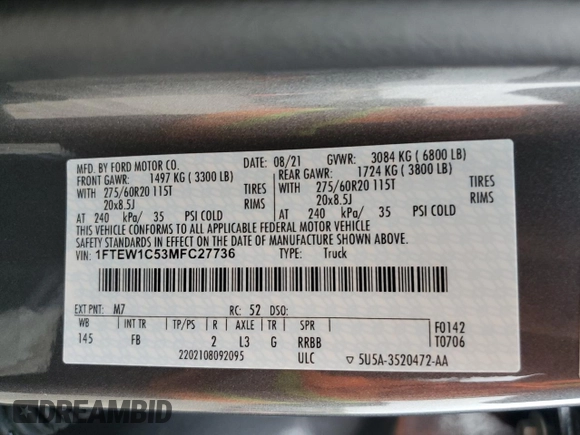 MFD. BY FORD MOTOR CO. DATE: 08/21 GVWR: 3084 KG ( 6800 LB)
FRONT GAWR: 1497 KG ( 3300 LB) REAR GAWR: 1724 KG ( 3800 LB)
WITH 275/60R20 115T TIRES WITH 275/60R20 115T TIRES
20x8.5J RIMS 20x8.5J RIMS
AT 240 kPa/ 35 PSI COLD AT 240 kPa/ 35 PSI COLD
THIS VEHICLE CONFORMS TO ALL APPLICABLE FEDERAL MOTOR VEHICLE
SAFETY STANDARDS IN EFFECT ON THE DATE OF MANUFACTURE SHOWN ABOVE.
VIN: 1FTEW1C53MFC27736 TYPE: Truck
EXT PNT: M7 RC: 52 DSO:
WB INT TR TP/PS R AXLE TR SPR F0142
145 FB 2 L3 G RRBB T0706
2202108092095 ULC ▽ 5U5A-3520472-AA
DREAMBID